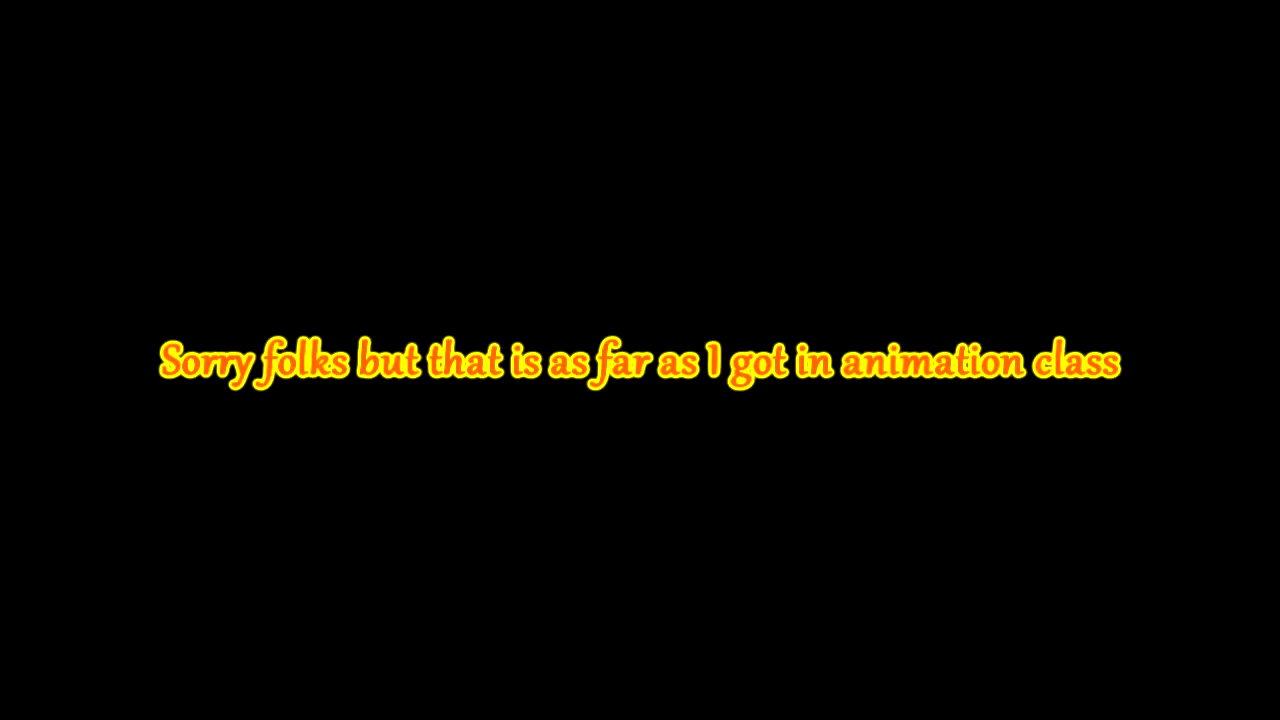 Sorry folks but that is as far as I got in animation class